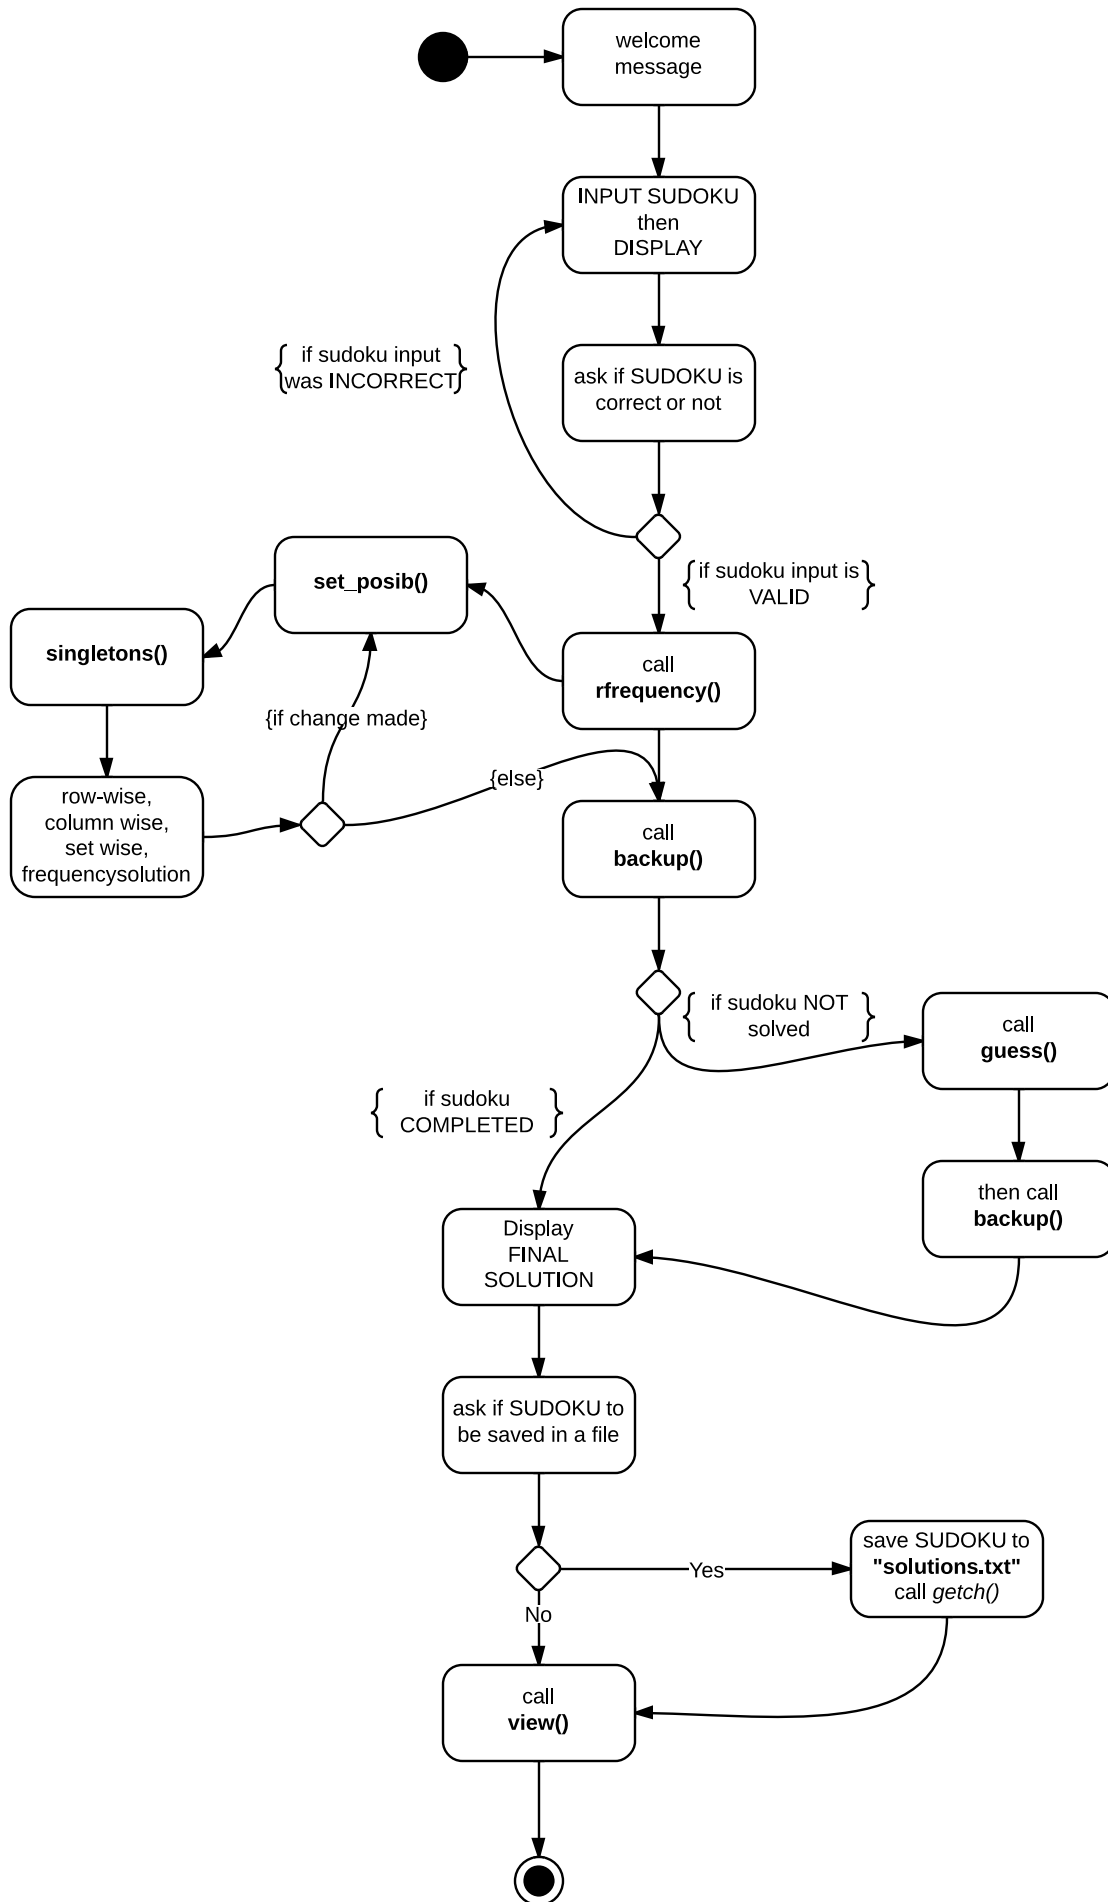 welcome
message
INPUT SUDOKU
then
DISPLAY
{ if sudoku input }
was INCORRECT
ask if SUDOKU is
correct or not
{ if sudoku input is }
VALID
set_posib()
singletons()
call
rfrequency()
{if change made}
{else}
row-wise,
column wise,
set wise,
frequencysolution
call
backup()
{ if sudoku NOT }
solved
call
guess()
{ if sudoku }
COMPLETED
then call
backup()
Display
FINAL
SOLUTION
ask if SUDOKU to
be saved in a file
save SUDOKU to
"solutions.txt"
call getch()
Yes
No
call
view()